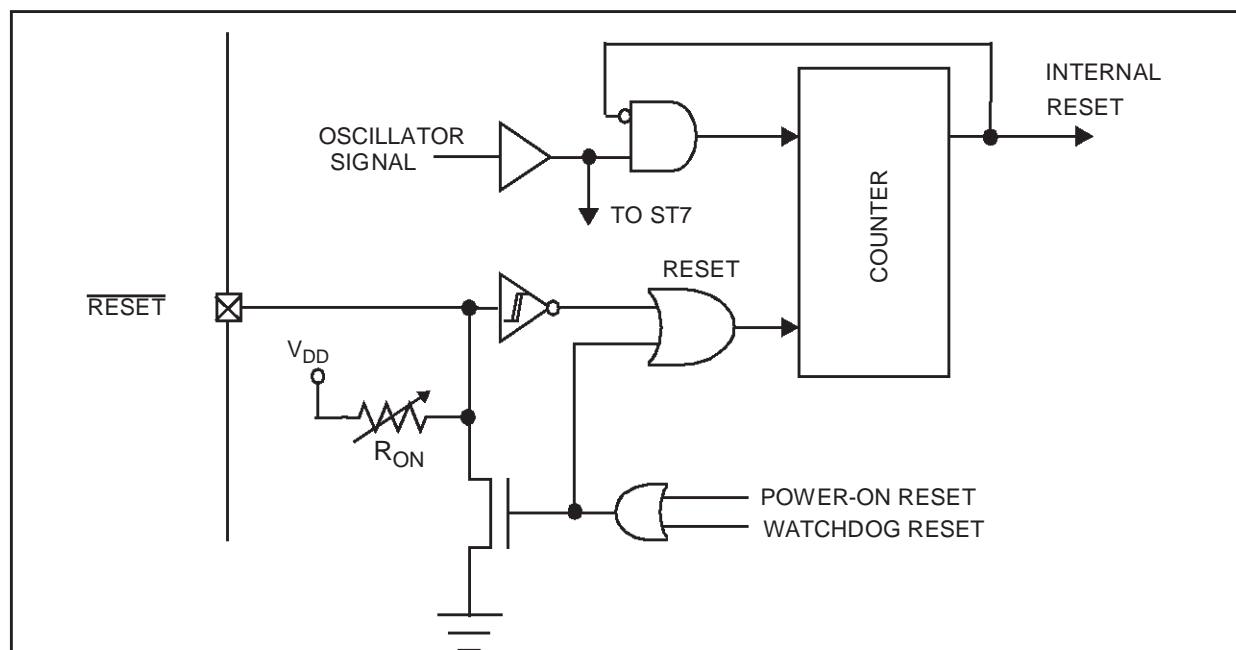 INTERNAL
RESET
OSCILLATOR
SIGNAL
TO ST7
COUNTER
RESET
RESET
VDD
RON
POWER-ON RESET
WATCHDOG RESET